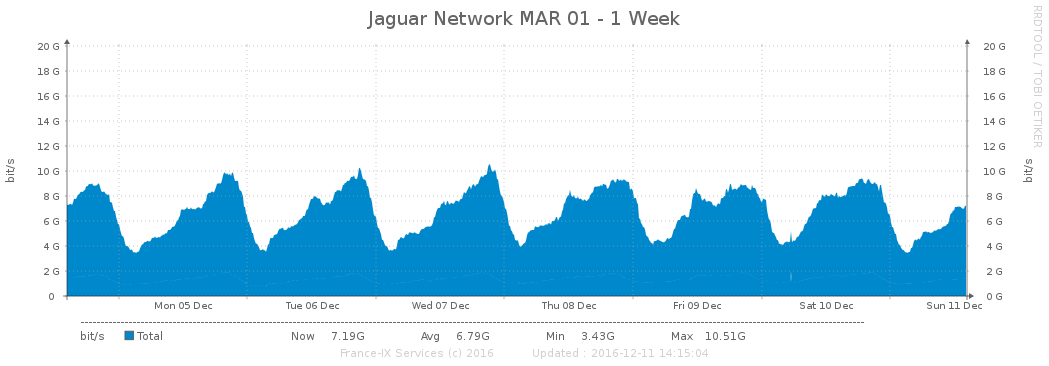 Jaguar Network MAR 01 - 1 Week
RRDTOOL / TOBI OETIKER
bit/s
bit/s
20 G 20 G
18 G 18 G
16 G 16 G
14 G 14 G
12 G 12 G
10 G 10 G
8 G 8 G
6 G 6 G
4 G 4 G
2 G 2 G
0 0 G
Mon 05 Dec Tue 06 Dec Wed 07 Dec Thu 08 Dec Fri 09 Dec Sat 10 Dec Sun 11 Dec
bit/s Total Now 7.19G Avg 6.79G Min 3.43G Max 10.51G
France-IX Services (c) 2016 Updated : 2016-12-11 14:15:04